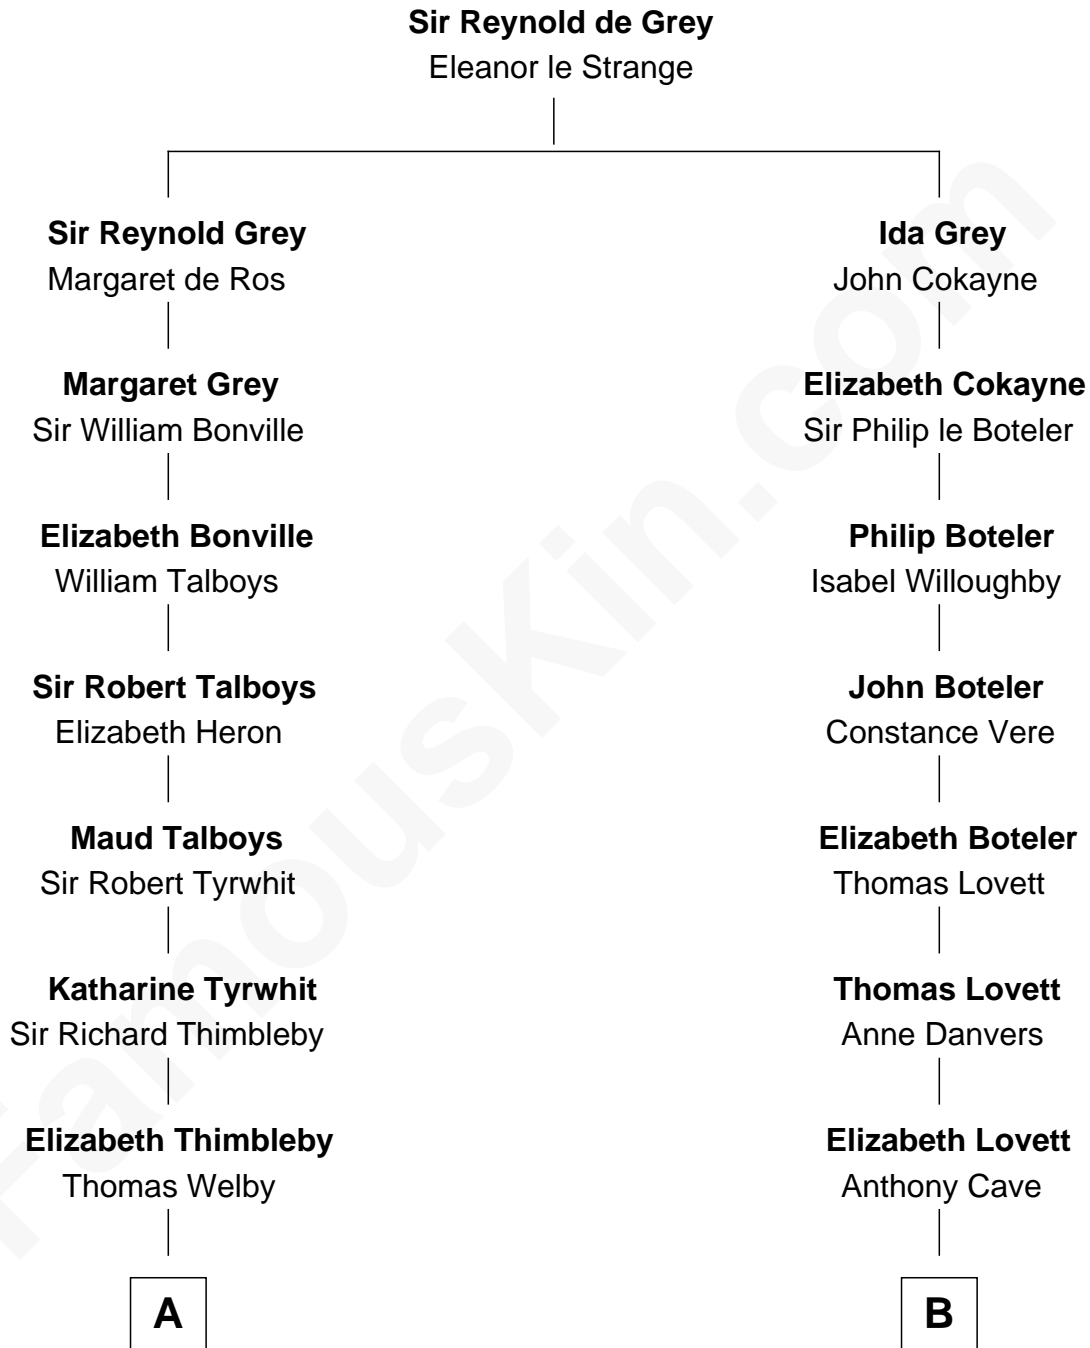 Sir Reynold de Grey
Eleanor le Strange
Sir Reynold Grey
Margaret de Ros
Ida Grey
John Cokayne
Margaret Grey
Sir William Bonville
Elizabeth Cokayne
Sir Philip le Boteler
Elizabeth Bonville
William Talboys
Philip Boteler
Isabel Willoughby
Sir Robert Talboys
Elizabeth Heron
John Boteler
Constance Vere
Maud Talboys
Sir Robert Tyrwhit
Elizabeth Boteler
Thomas Lovett
Katharine Tyrwhit
Sir Richard Thimbleby
Thomas Lovett
Anne Danvers
Elizabeth Thimbleby
Thomas Welby
Elizabeth Lovett
Anthony Cave
A
B
FamousKin.com